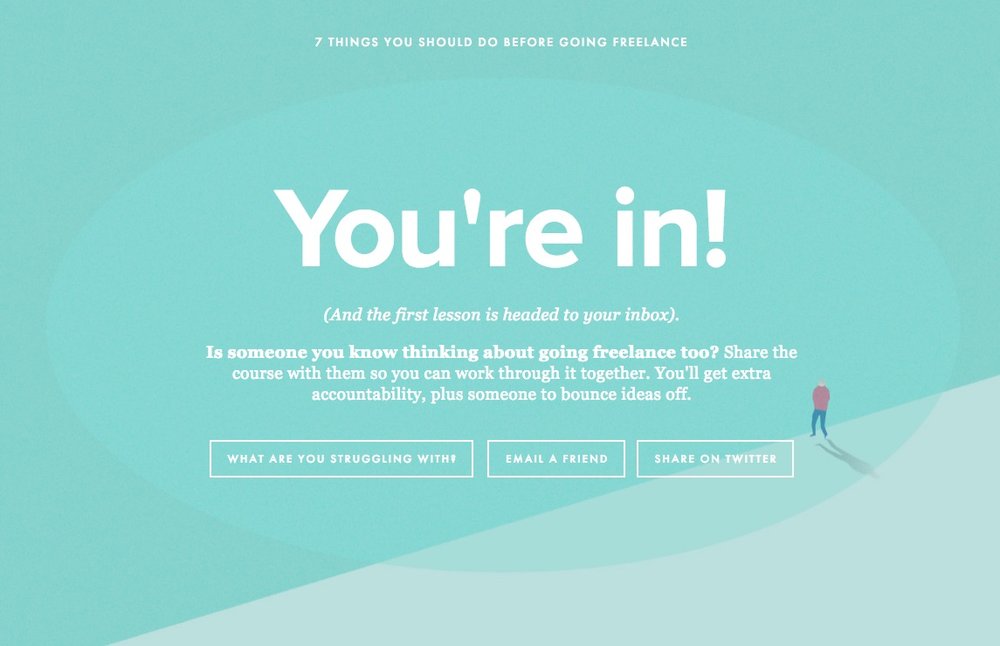 7 THINGS YOU SHOULD DO BEFORE GOING FREELANCE
You're in!
(And the first lesson is headed to your inbox).
Is someone you know thinking about going freelance too? Share the
course with them so you can work through it together. You'll get extra
accountability, plus someone to bounce ideas off.
WHAT ARE YOU STRUGGLING WITH?
EMAIL A FRIEND
SHARE ON TWITTER